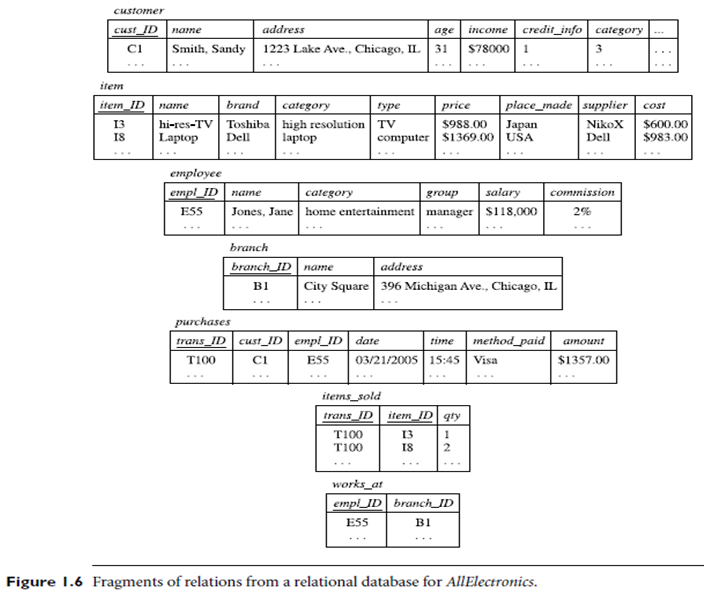 customer
cust_ID name address age income credit_info category ...
C1 Smith, Sandy 1223 Lake Ave., Chicago, IL 31 $78000 1 3 ...
... ... ... ... ... ... ... ...
item
item_ID name brand category type price place_made supplier cost
I3 hi-res-TV Toshiba high resolution TV $988.00 Japan NikoX $600.00
I8 Laptop Dell laptop computer $1369.00 USA Dell $983.00
... ... ... ... ... ... ... ... ...
employee
empl_ID name category group salary commission
E55 Jones, Jane home entertainment manager $118,000 2%
... ... ... ... ... ...
branch
branch_ID name address
B1 City Square 396 Michigan Ave., Chicago, IL
... ... ...
purchases
trans_ID cust_ID empl_ID date time method_paid amount
T100 C1 E55 03/21/2005 15:45 Visa $1357.00
... ... ... ... ... ... ...
items_sold
trans_ID item_ID qty
T100 I3 1
T100 I8 2
... ... ...
works_at
empl_ID branch_ID
E55 B1
... ...
Figure 1.6 Fragments of relations from a relational database for AllElectronics.